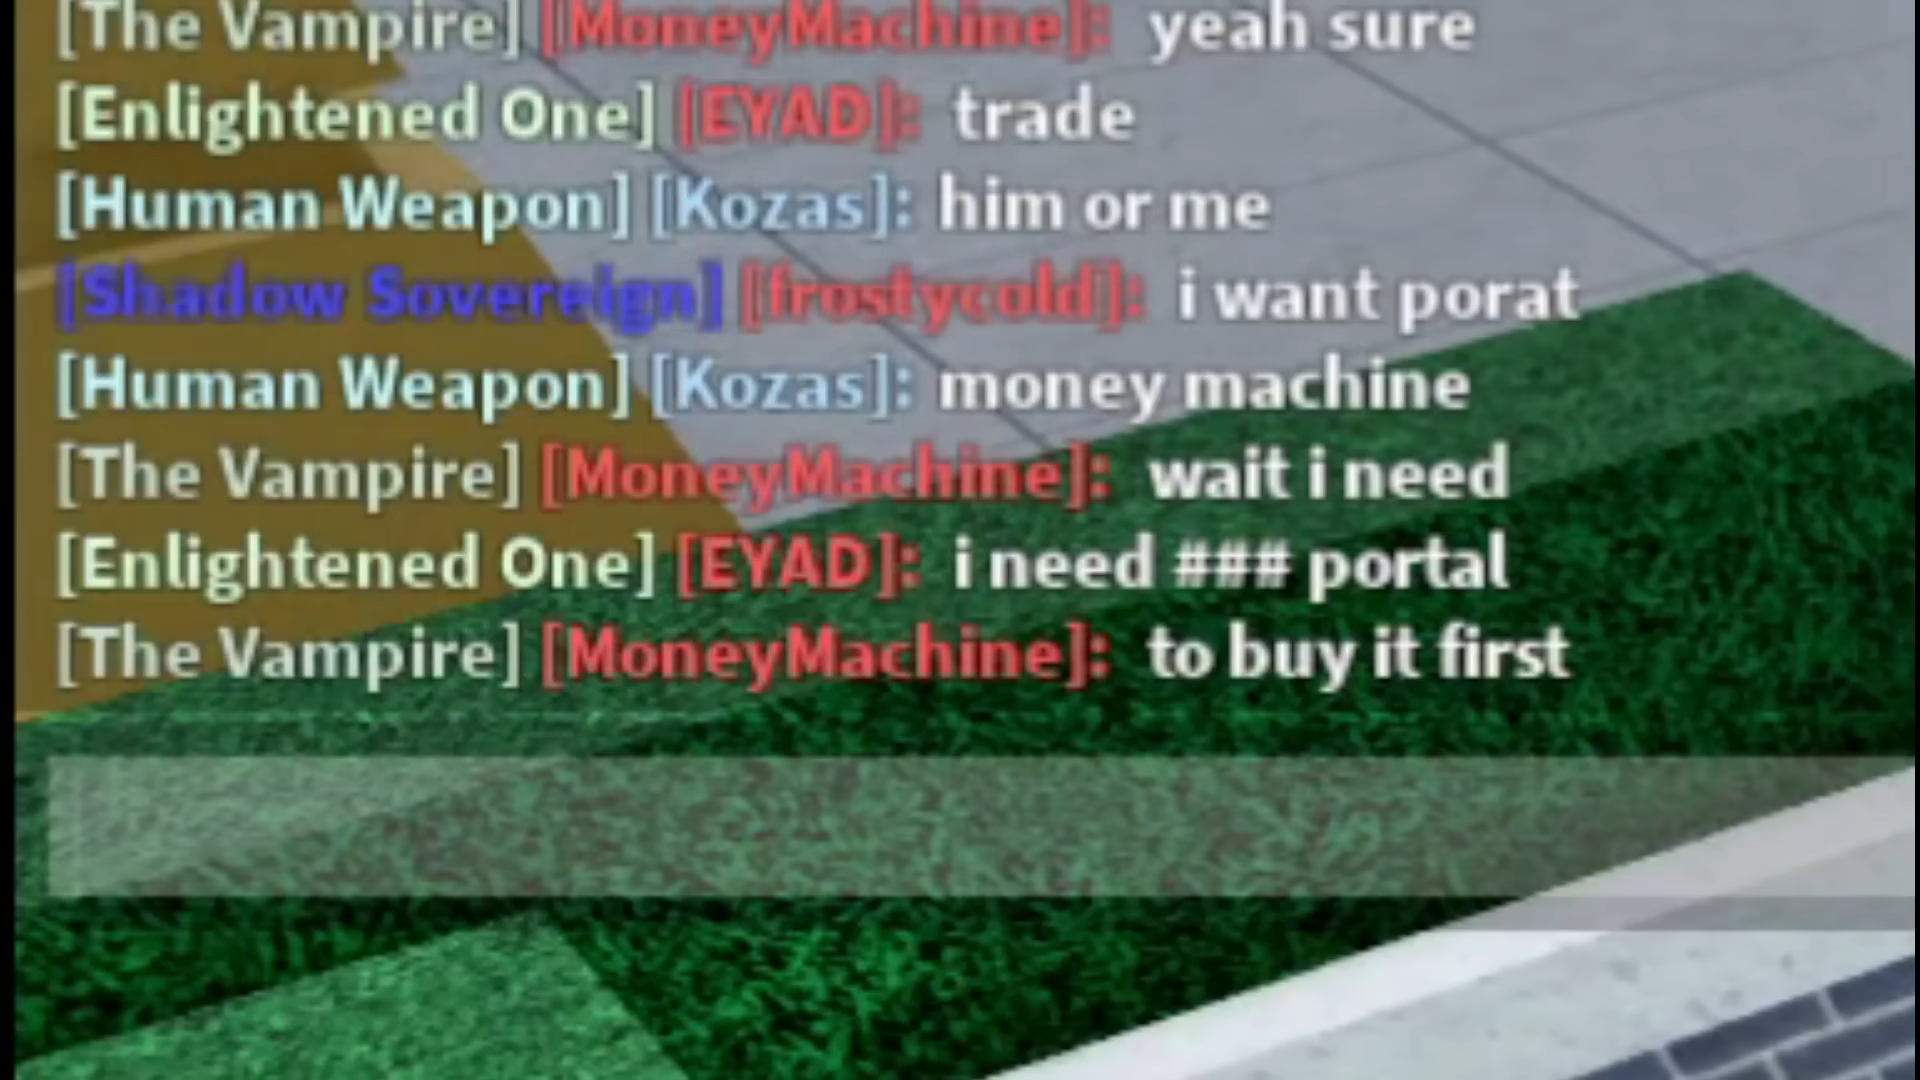 [The Vampire] [MoneyMachine]: yeah sure
[Enlightened One] [EYAD]: trade
[Human Weapon] [Kozas]: him or me
[Shadow Sovereign] [frostycold]: i want porat
[Human Weapon] [Kozas]: money machine
[The Vampire] [MoneyMachine]: wait i need
[Enlightened One] [EYAD]: i need ### portal
[The Vampire] [MoneyMachine]: to buy it first